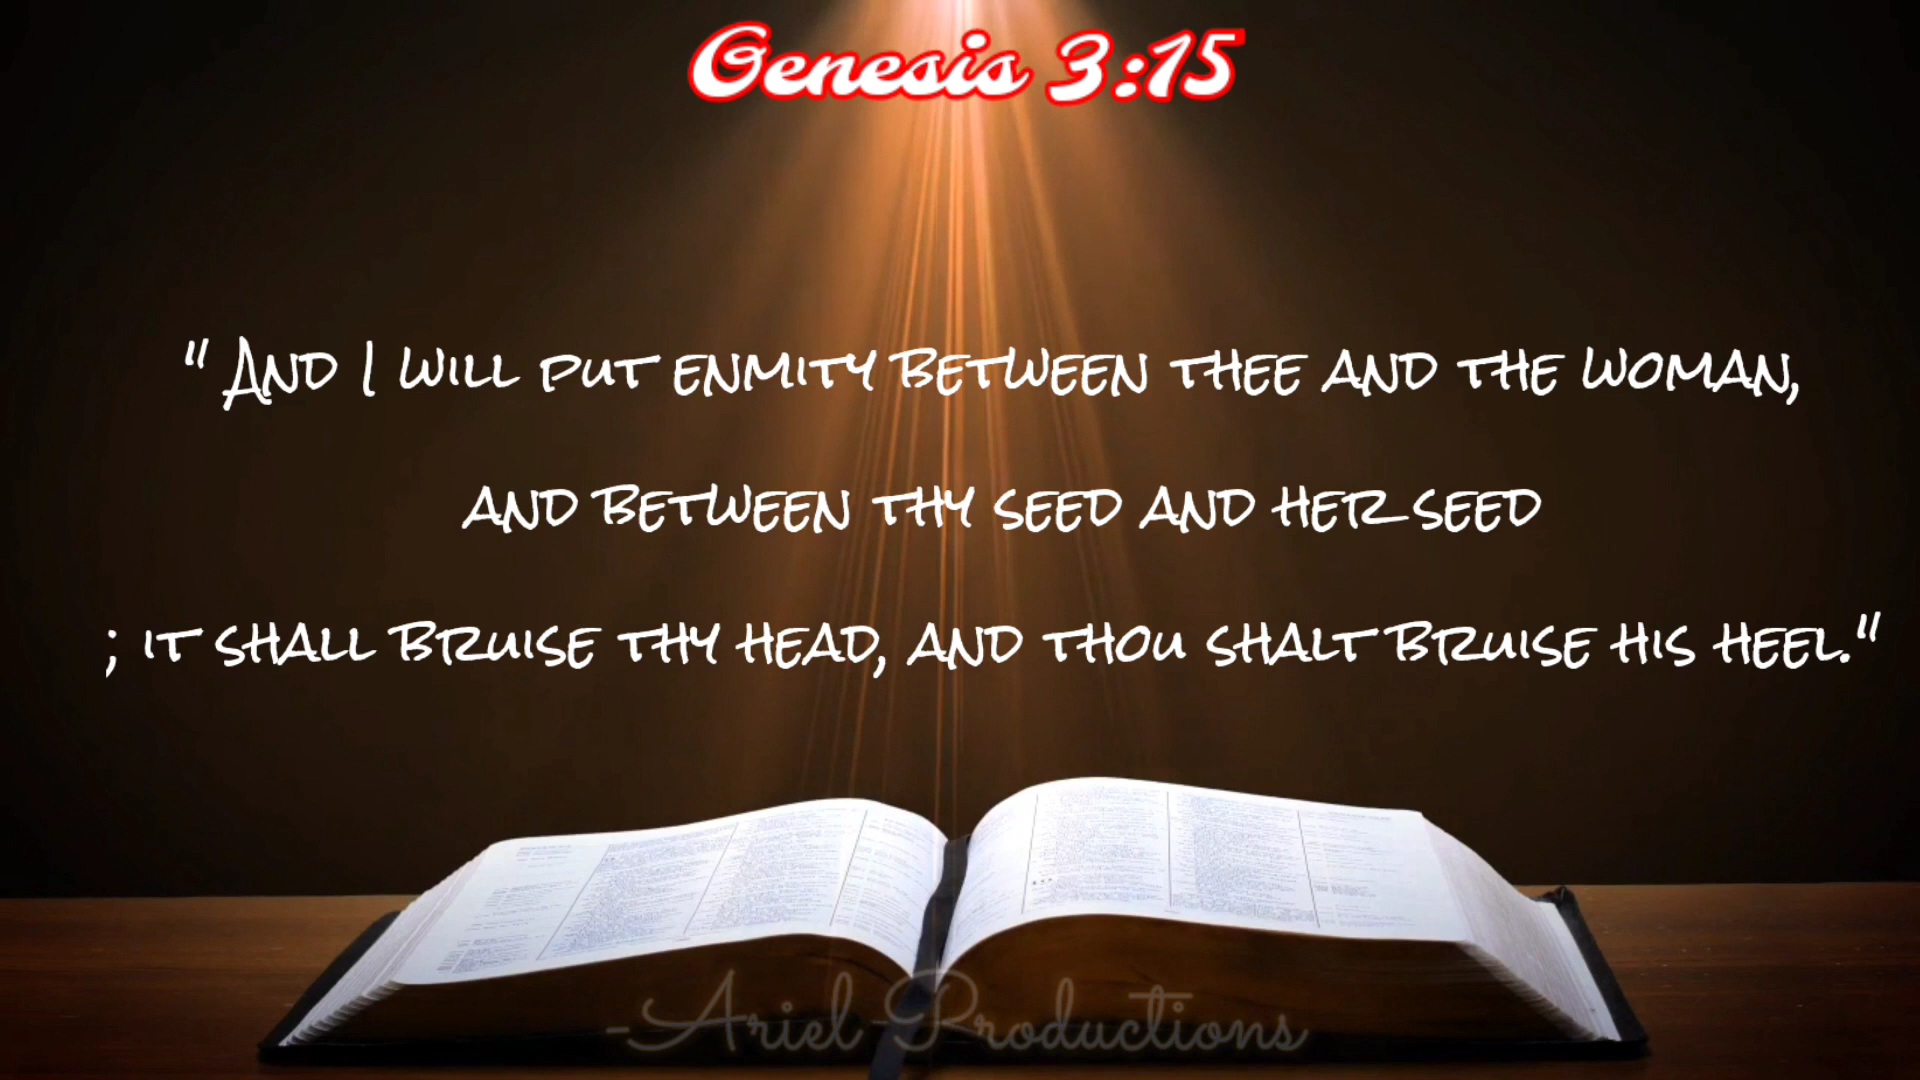 Genesis 3:15
" And I will put enmity between thee and the woman,
and between thy seed and her seed
; it shall bruise thy head, and thou shalt bruise his heel."
-Ariel Productions